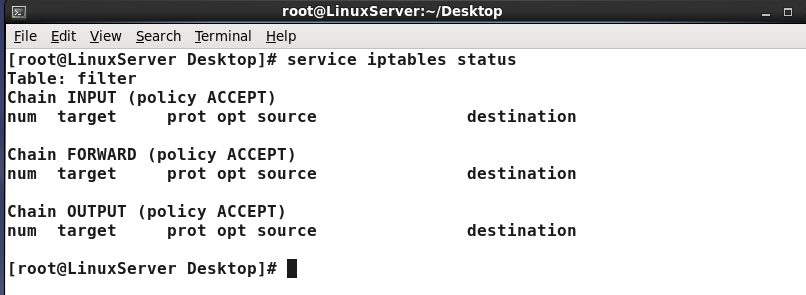 root@LinuxServer:~/Desktop
File Edit View Search Terminal Help
[root@LinuxServer Desktop]# service iptables status
Table: filter
Chain INPUT (policy ACCEPT)
num  target     prot opt source               destination

Chain FORWARD (policy ACCEPT)
num  target     prot opt source               destination

Chain OUTPUT (policy ACCEPT)
num  target     prot opt source               destination

[root@LinuxServer Desktop]#